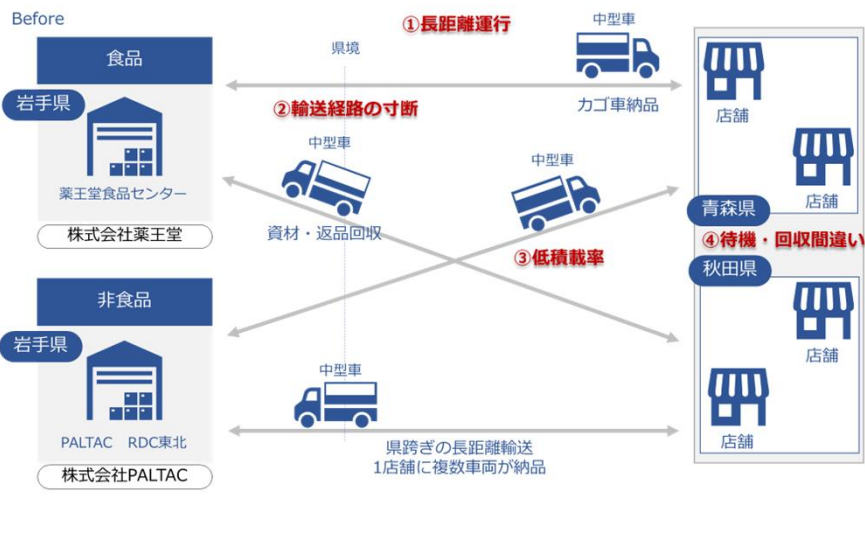 Before
①長距離運行
中型車
食品
県境
岩手県
②輸送経路の寸断
カゴ車納品
店舗
中型車
中型車
薬王堂食品センター
店舗
資材・返品回収
青森県
株式会社薬王堂
④待機・回収間違い
③低積載率
秋田県
非食品
岩手県
店舗
中型車
PALTAC RDC東北
県跨ぎの長距離輸送
店舗
1店舗に複数車両が納品
株式会社PALTAC